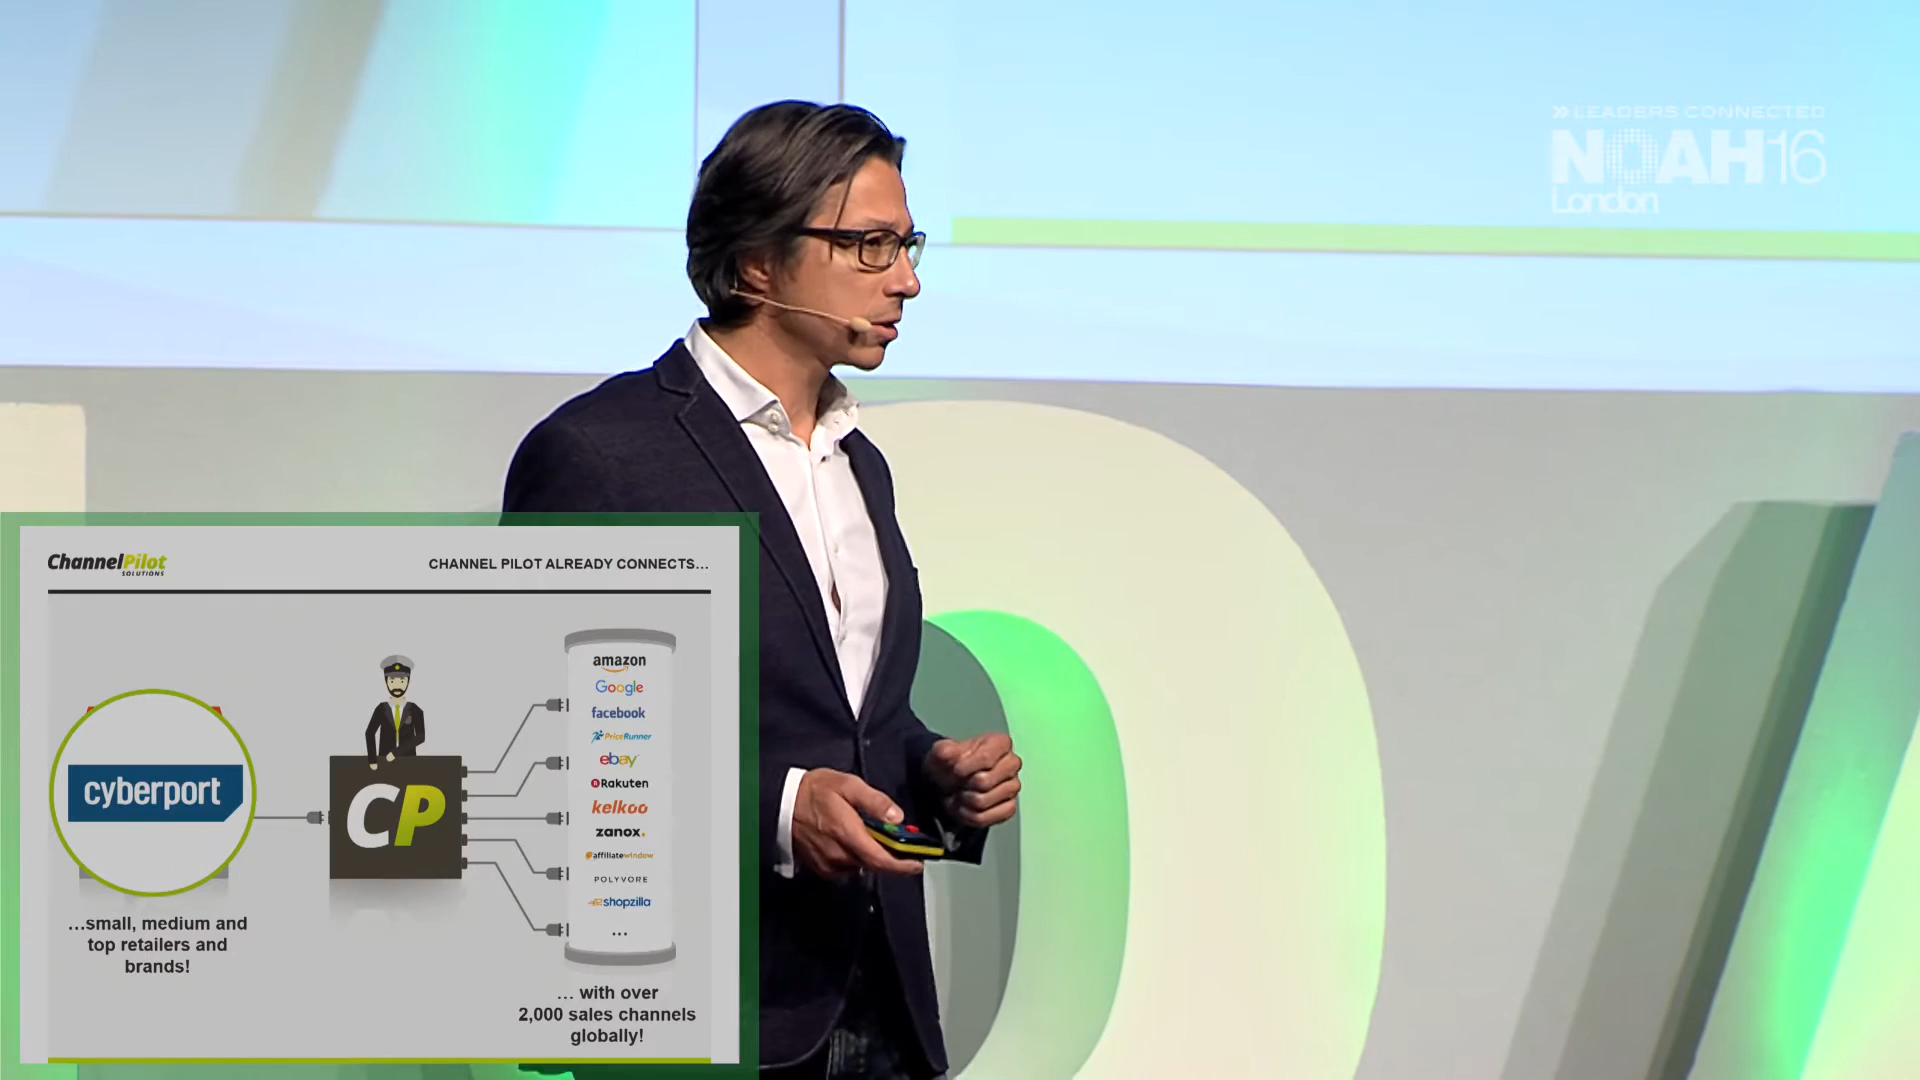 » LEADERS CONNECTED
NOAH16
London
ChannelPilot
SOLUTIONS
CHANNEL PILOT ALREADY CONNECTS...
cyberport
CP
amazon
Google
facebook
PriceRunner
ebay
Rakuten
kelkoo
zanox.
affiliatewindow
POLYVORE
shopzilla
...
...small, medium and
top retailers and
brands!
... with over
2,000 sales channels
globally!